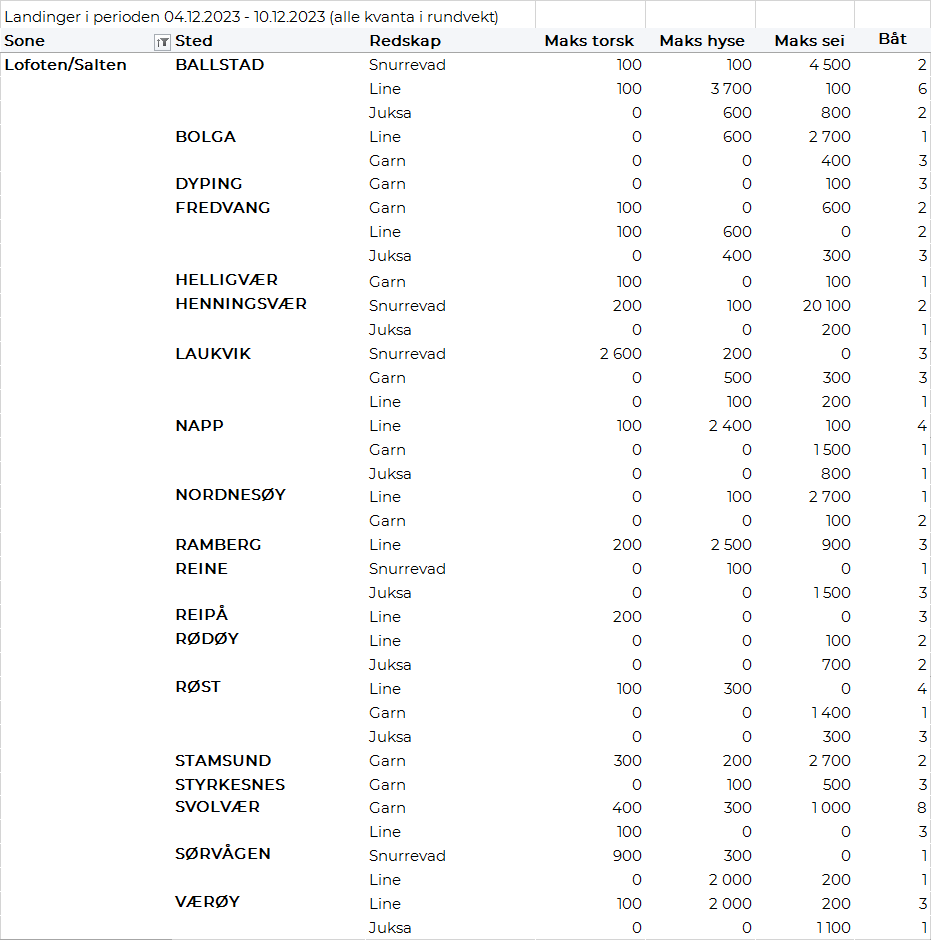 Landinger i perioden 04.12.2023 - 10.12.2023 (alle kvanta i rundvekt)
Sone Sted Redskap Maks torsk Maks hyse Maks sei Båt
Lofoten/Salten BALLSTAD Snurrevad 100 100 4 500 2
Line 100 3 700 100 6
Juksa 0 600 800 2
BOLGA Line 0 600 2 700 1
Garn 0 0 400 3
DYPING Garn 0 0 100 3
FREDVANG Garn 100 0 600 2
Line 100 600 0 2
Juksa 0 400 300 3
HELLIGVÆR Garn 100 0 100 1
HENNINGSVÆR Snurrevad 200 100 20 100 2
Juksa 0 0 200 1
LAUKVIK Snurrevad 2 600 200 0 3
Garn 0 500 300 3
Line 0 100 200 1
NAPP Line 100 2 400 100 4
Garn 0 0 1 500 1
Juksa 0 0 800 1
NORDNESØY Line 0 100 2 700 1
Garn 0 0 100 2
RAMBERG Line 200 2 500 900 3
REINE Snurrevad 0 100 0 1
Juksa 0 0 1 500 3
REIPÅ Line 200 0 0 3
RØDØY Line 0 0 100 2
Juksa 0 0 700 2
RØST Line 100 300 0 4
Garn 0 0 1 400 1
Juksa 0 0 300 3
STAMSUND Garn 300 200 2 700 2
STYRKESNES Garn 0 100 500 3
SVOLVÆR Garn 400 300 1 000 8
Line 100 0 0 3
SØRVÅGEN Snurrevad 900 300 0 1
Line 0 2 000 200 1
VÆRØY Line 100 2 000 200 3
Juksa 0 0 1 100 1